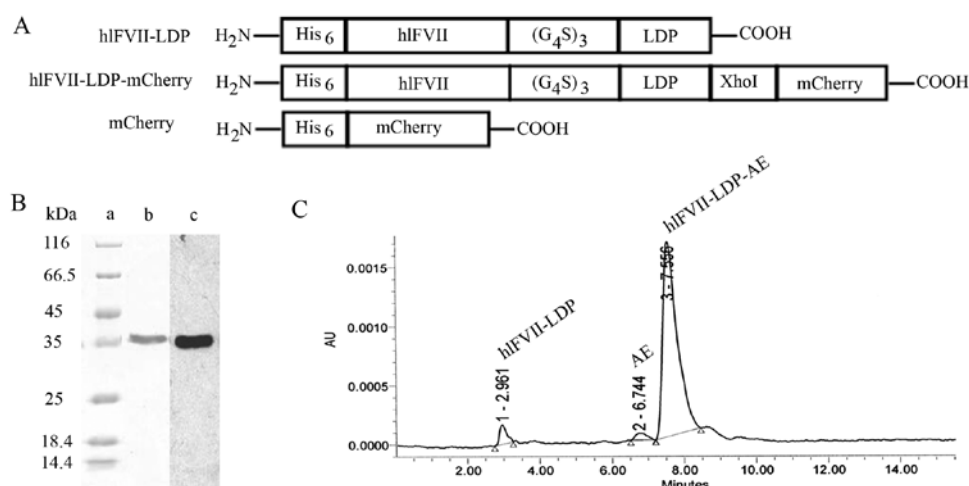 A
hlFVII-LDP H₂N His₆ hlFVII (G₄S)₃ LDP COOH
hlFVII-LDP-mCherry H₂N His₆ hlFVII (G₄S)₃ LDP XhoI mCherry COOH
mCherry H₂N His₆ mCherry COOH
B
kDa a b c
116
66.5
45
35
25
18.4
14.4
C
hlFVII-LDP-AE
hlFVII-LDP
AE
1 - 2.961
2 - 6.744
3 - 7.556
AU
0.0015
0.0010
0.0005
0.0000
2.00 4.00 6.00 8.00 10.00 12.00 14.00
Minutes